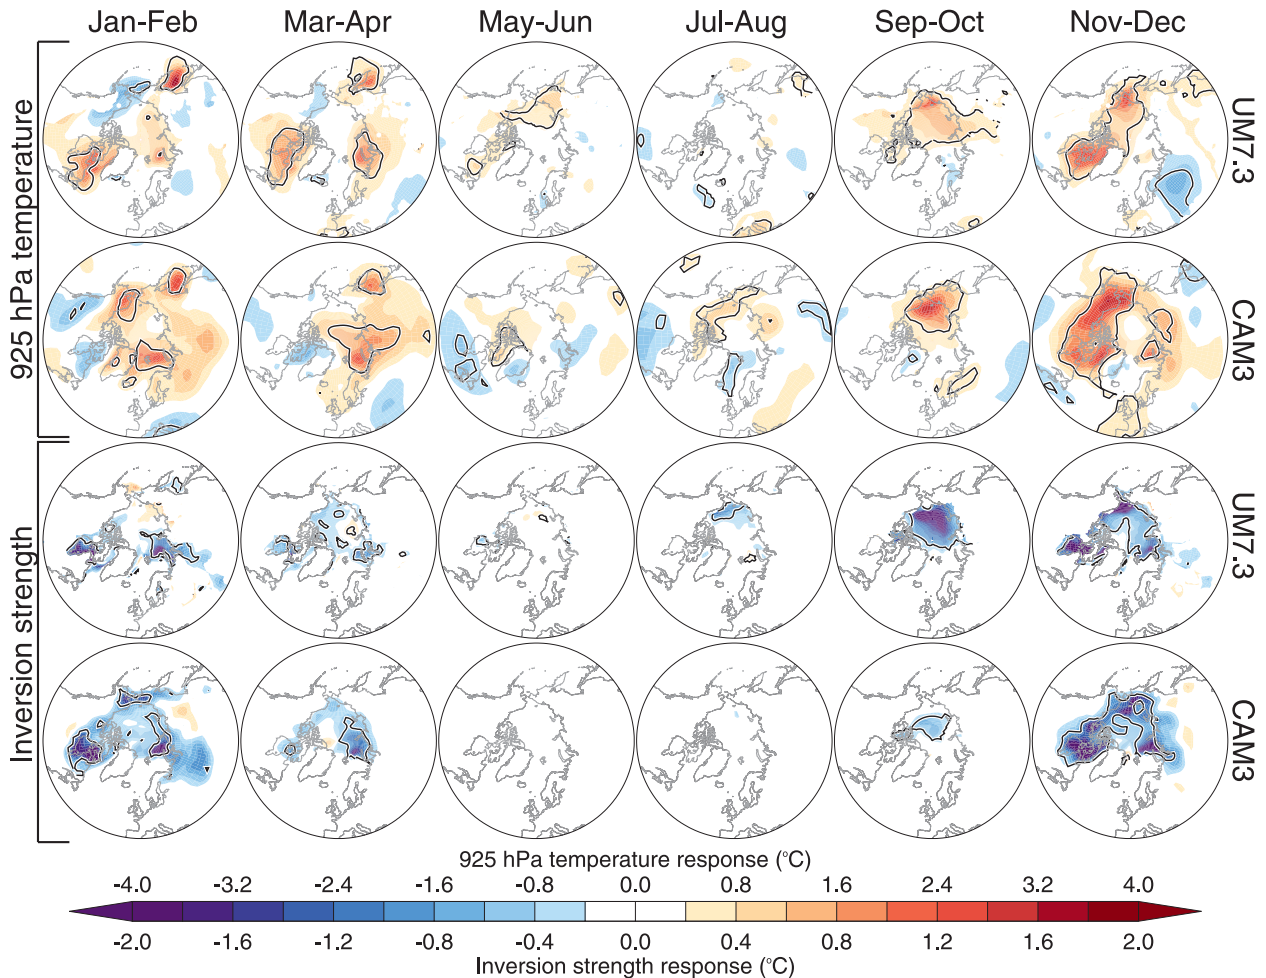 Jan-Feb Mar-Apr May-Jun Jul-Aug Sep-Oct Nov-Dec
925 hPa temperature
UM7.3
CAM3
Inversion strength
UM7.3
CAM3
925 hPa temperature response (°C)
-4.0 -3.2 -2.4 -1.6 -0.8 0.0 0.8 1.6 2.4 3.2 4.0
-2.0 -1.6 -1.2 -0.8 -0.4 0.0 0.4 0.8 1.2 1.6 2.0
Inversion strength response (°C)